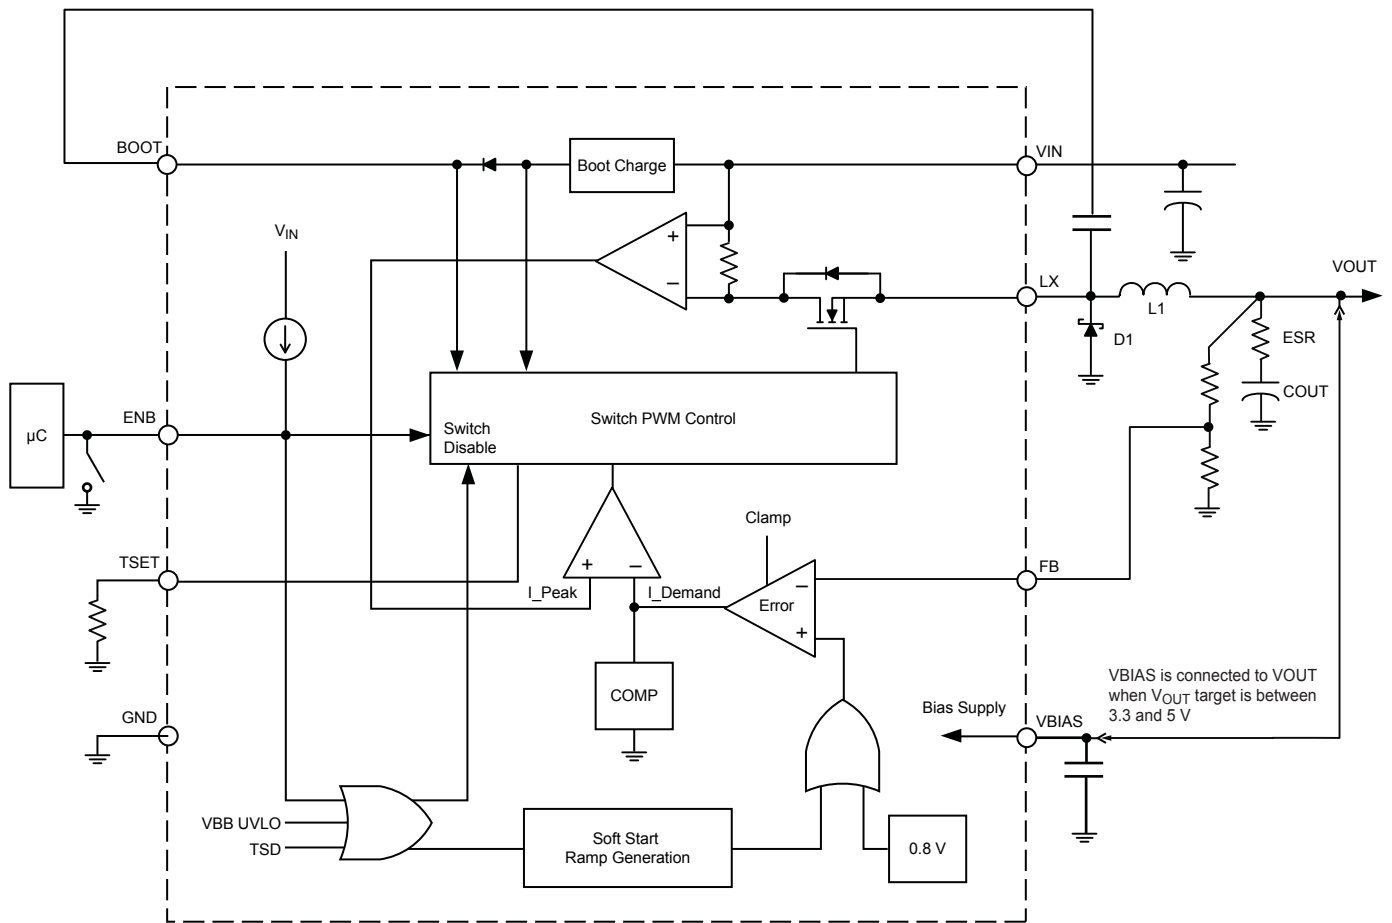 BOOT
Boot Charge
VIN
VIN
+
−
LX
VOUT
L1
D1
ESR
COUT
µC
ENB
Switch
Disable
Switch PWM Control
Clamp
TSET
+
−
I_Peak
I_Demand
−
Error
+
FB
COMP
GND
Bias Supply
VBIAS
VBIAS is connected to VOUT
when VOUT target is between
3.3 and 5 V
VBB UVLO
TSD
Soft Start
Ramp Generation
0.8 V